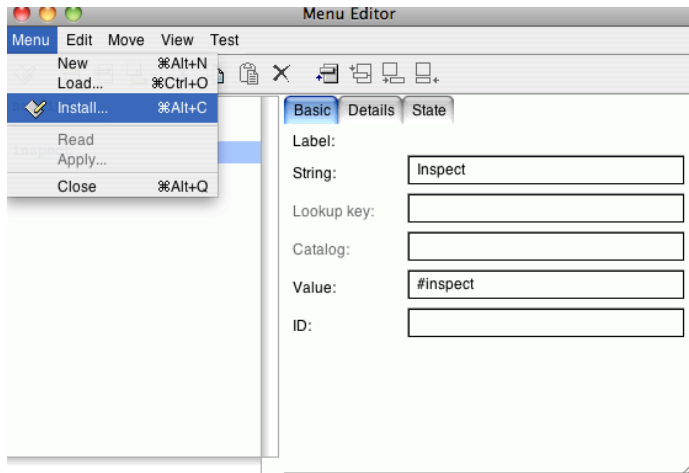 Menu Editor
Menu Edit Move View Test
New ⌘Alt+N
Load... ⌘Ctrl+O
Install... ⌘Alt+C
Read
Apply...
Close ⌘Alt+Q
Basic Details State
Label:
String: Inspect
Lookup key:
Catalog:
Value: #inspect
ID: